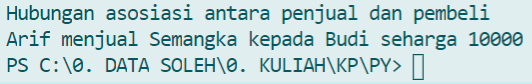 Hubungan asosiasi antara penjual dan pembeli
Arif menjual Semangka kepada Budi seharga 10000
PS C:\0. DATA SOLEH\0. KULIAH\KP\PY>